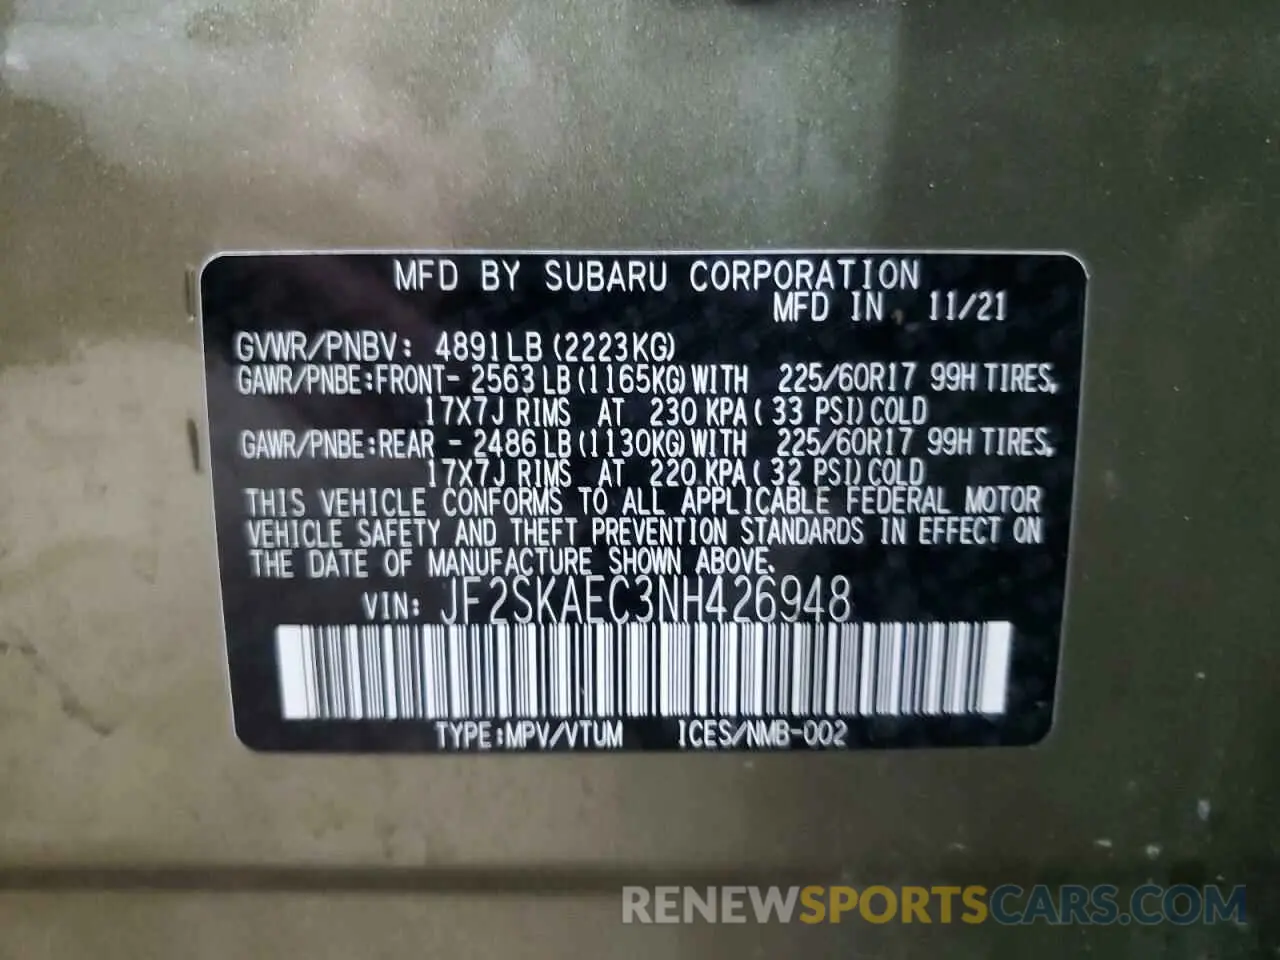 MFD BY SUBARU CORPORATION
MFD IN 11/21
GVWR/PNBV: 4891LB (2223KG)
GAWR/PNBE:FRONT- 2563 LB (1165KG) WITH 225/60R17 99H TIRES,
17X7J RIMS AT 230 KPA ( 33 PSI) COLD
GAWR/PNBE:REAR - 2486 LB (1130KG) WITH 225/60R17 99H TIRES,
17X7J RIMS AT 220 KPA ( 32 PSI) COLD
THIS VEHICLE CONFORMS TO ALL APPLICABLE FEDERAL MOTOR
VEHICLE SAFETY AND THEFT PREVENTION STANDARDS IN EFFECT ON
THE DATE OF MANUFACTURE SHOWN ABOVE.
VIN: JF2SKAEC3NH426948
TYPE:MPV/VTUM ICES/NMB-002
RENEWSPORTSCARS.COM